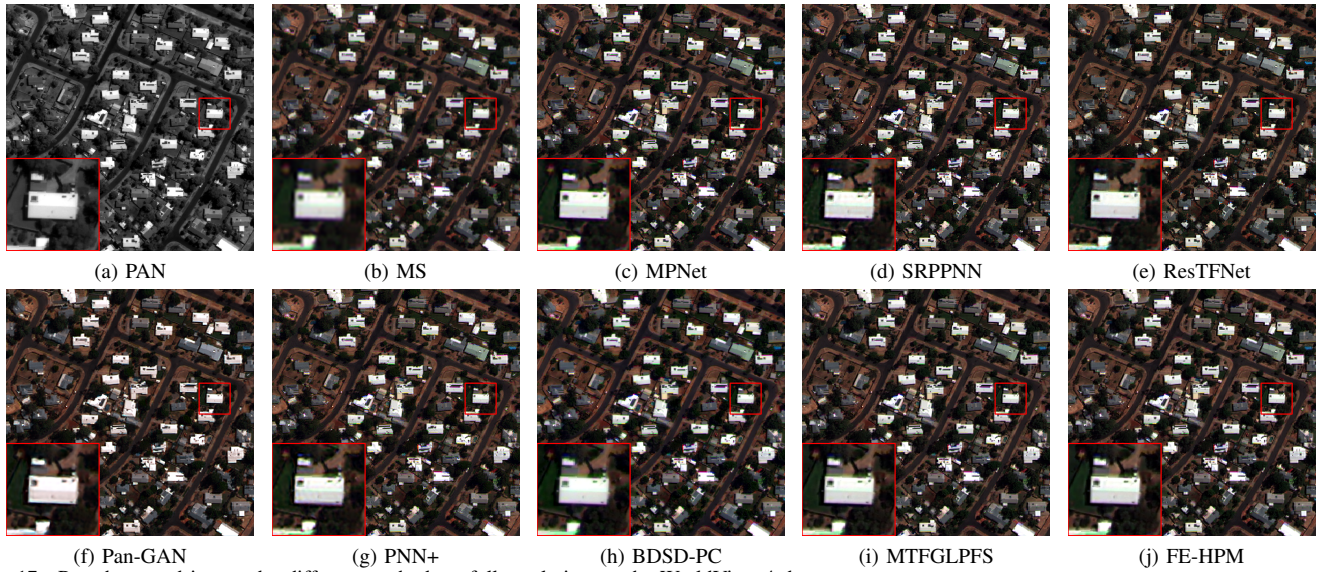 (a) PAN
(b) MS
(c) MPNet
(d) SRPPNN
(e) ResTFNet
(f) Pan-GAN
(g) PNN+
(h) BDSD-PC
(i) MTFGLPFS
(j) FE-HPM